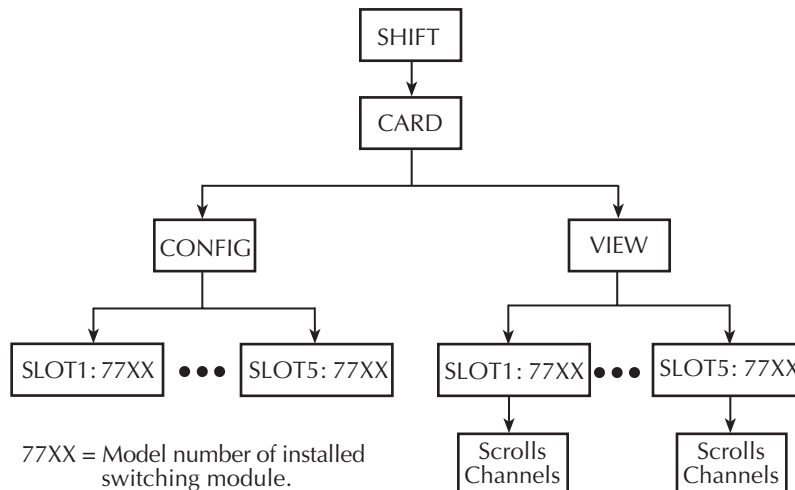 SHIFT
CARD
CONFIG
VIEW
SLOT1: 77XX
SLOT5: 77XX
SLOT1: 77XX
SLOT5: 77XX
Scrolls
Channels
Scrolls
Channels
77XX = Model number of installed
switching module.